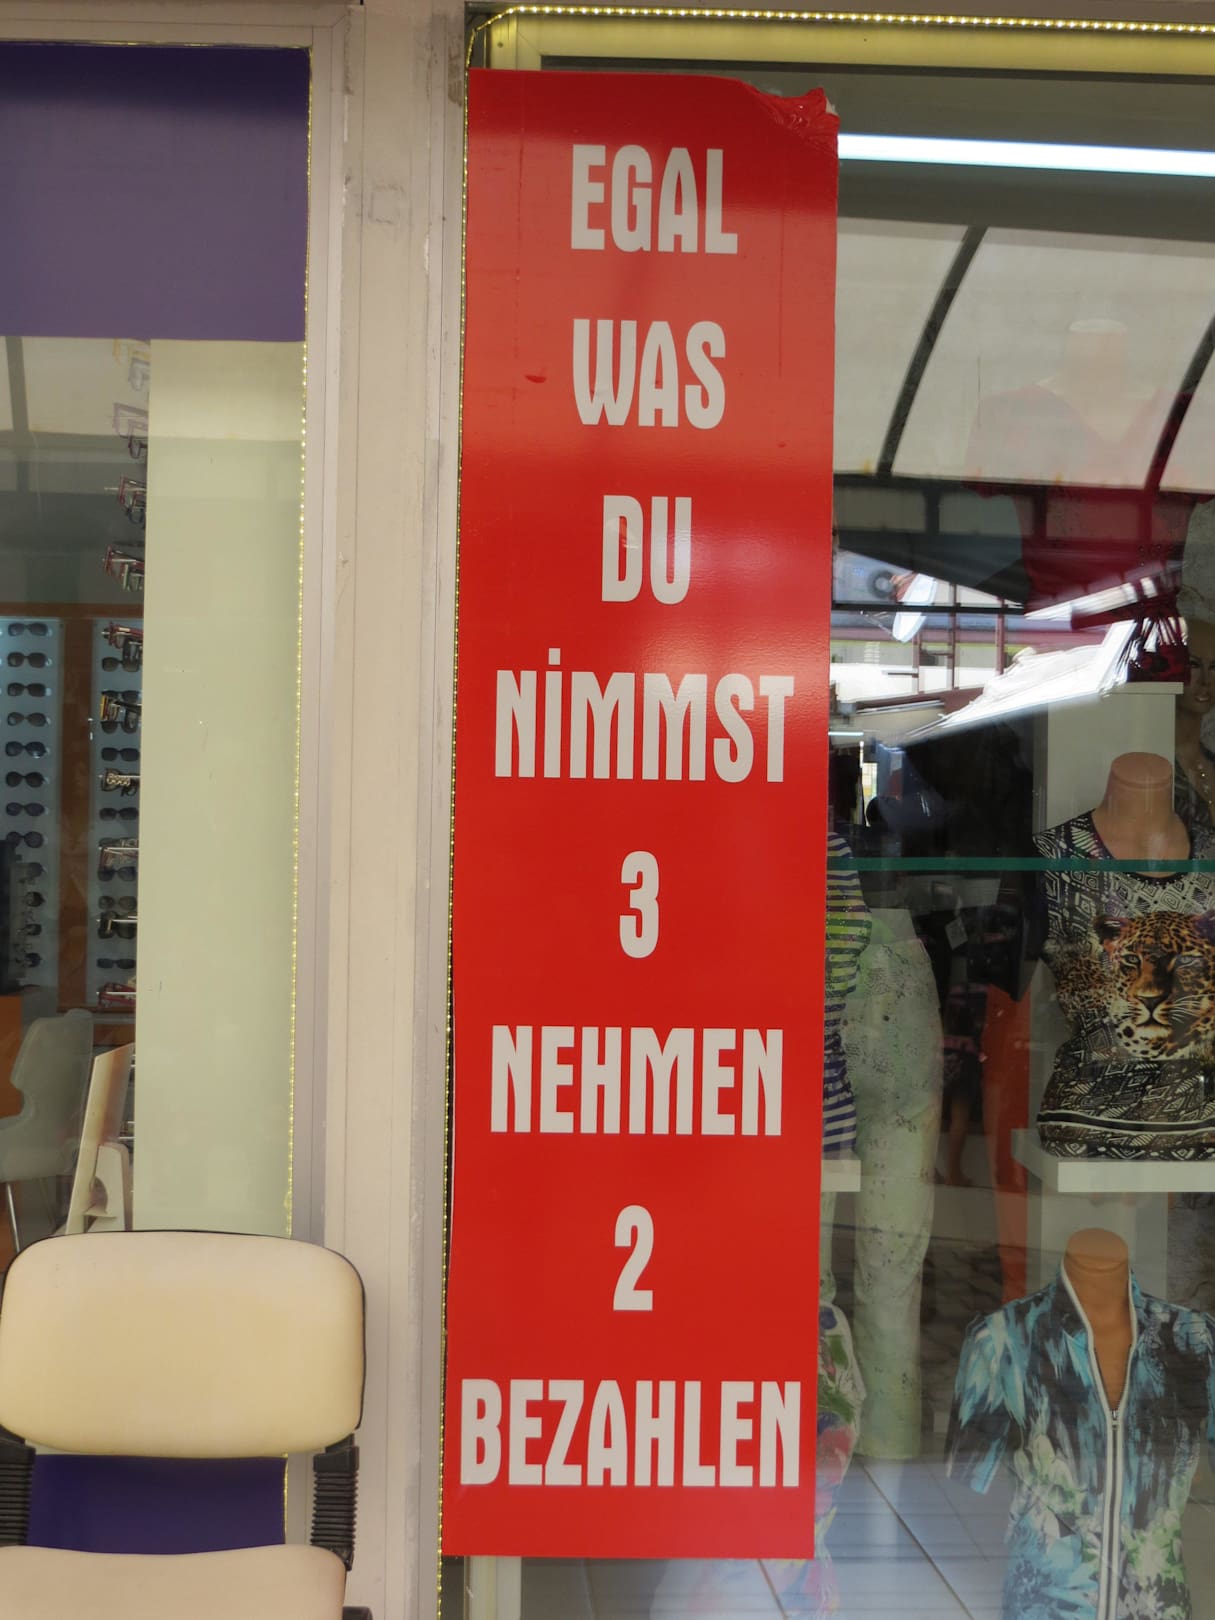 EGAL
WAS
DU
NİMMST
3
NEHMEN
2
BEZAHLEN